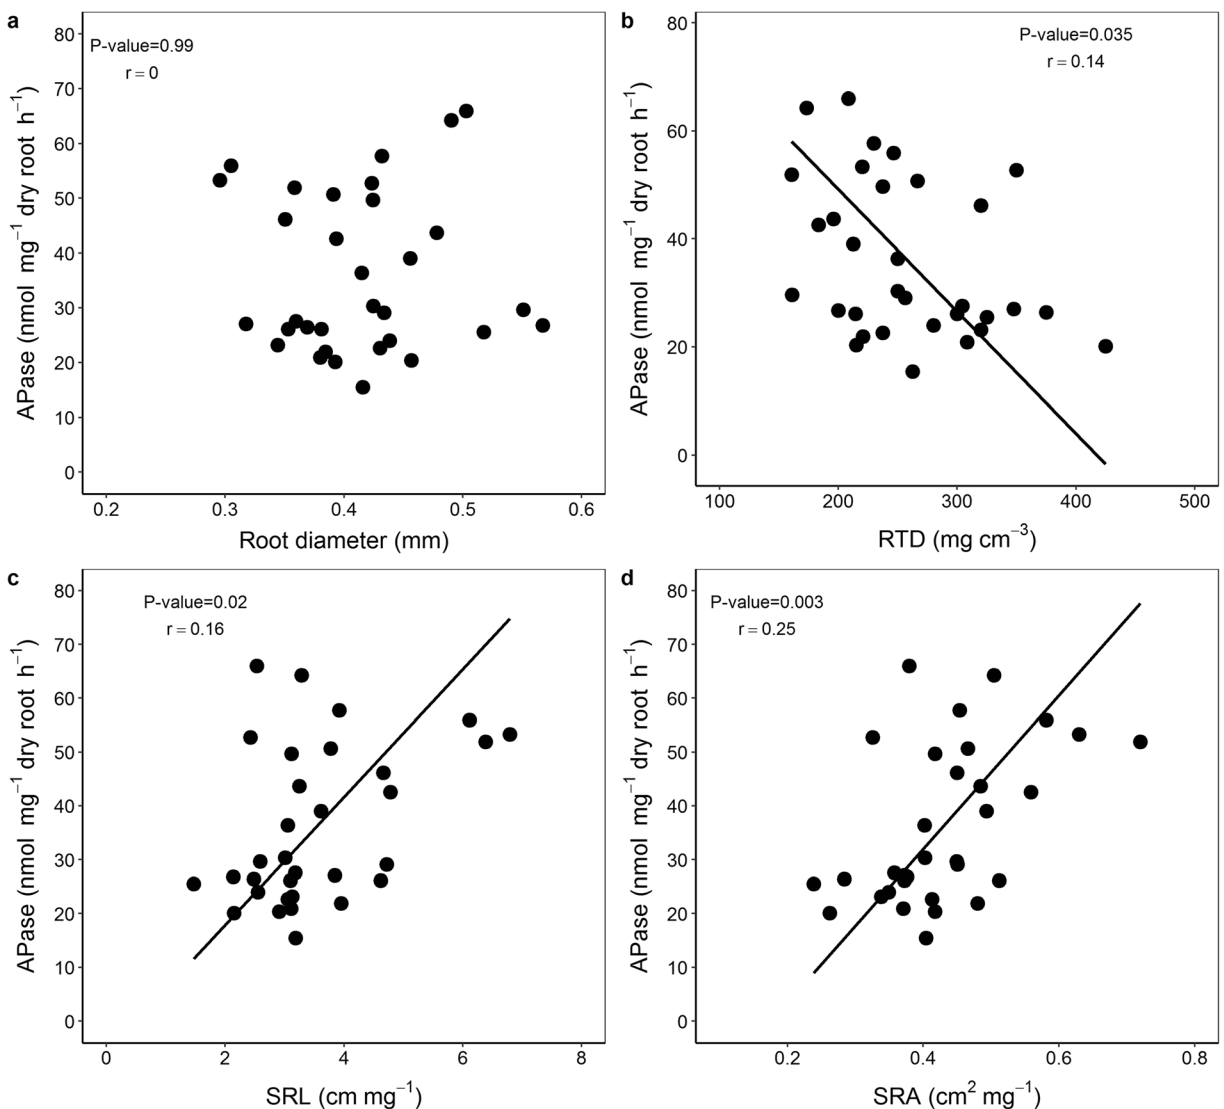 a
P-value=0.99
r = 0
80
70
60
50
40
30
20
10
0
APase (nmol mg⁻¹ dry root h⁻¹)
0.2 0.3 0.4 0.5 0.6
Root diameter (mm)
b
P-value=0.035
r = 0.14
80
60
40
20
0
APase (nmol mg⁻¹ dry root h⁻¹)
100 200 300 400 500
RTD (mg cm⁻³)
c
P-value=0.02
r = 0.16
80
70
60
50
40
30
20
10
0
APase (nmol mg⁻¹ dry root h⁻¹)
0 2 4 6 8
SRL (cm mg⁻¹)
d
P-value=0.003
r = 0.25
80
70
60
50
40
30
20
10
0
APase (nmol mg⁻¹ dry root h⁻¹)
0.2 0.4 0.6 0.8
SRA (cm² mg⁻¹)